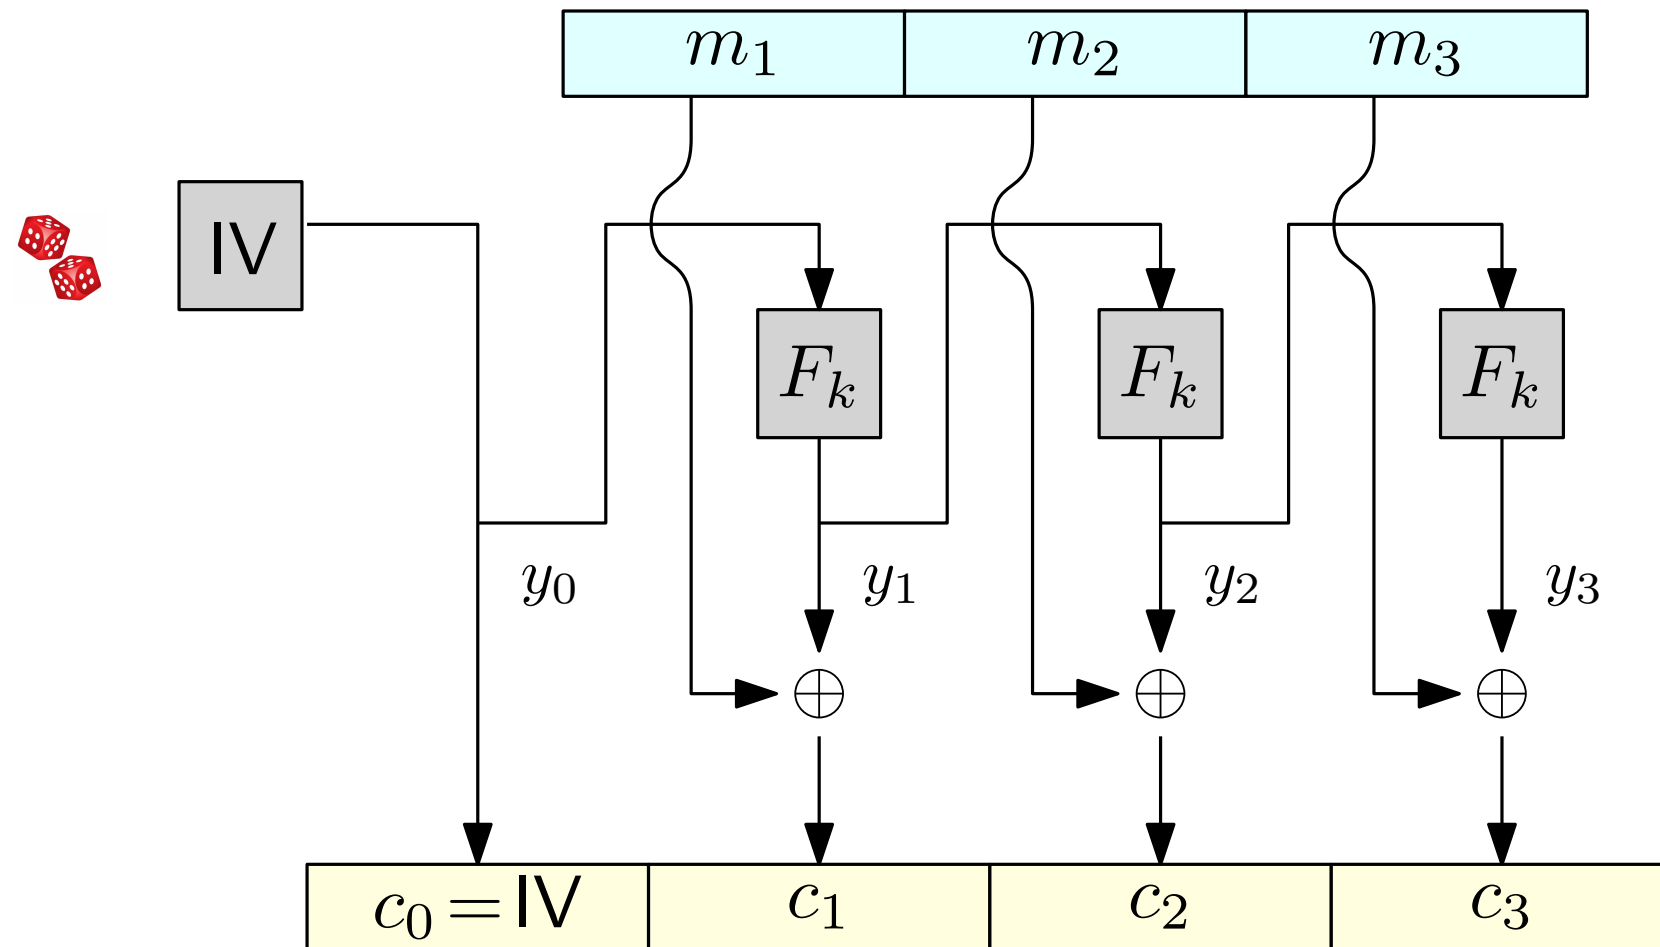 m₁ m₂ m₃
IV
Fₖ Fₖ Fₖ
y₀ y₁ y₂ y₃
c₀ = IV c₁ c₂ c₃